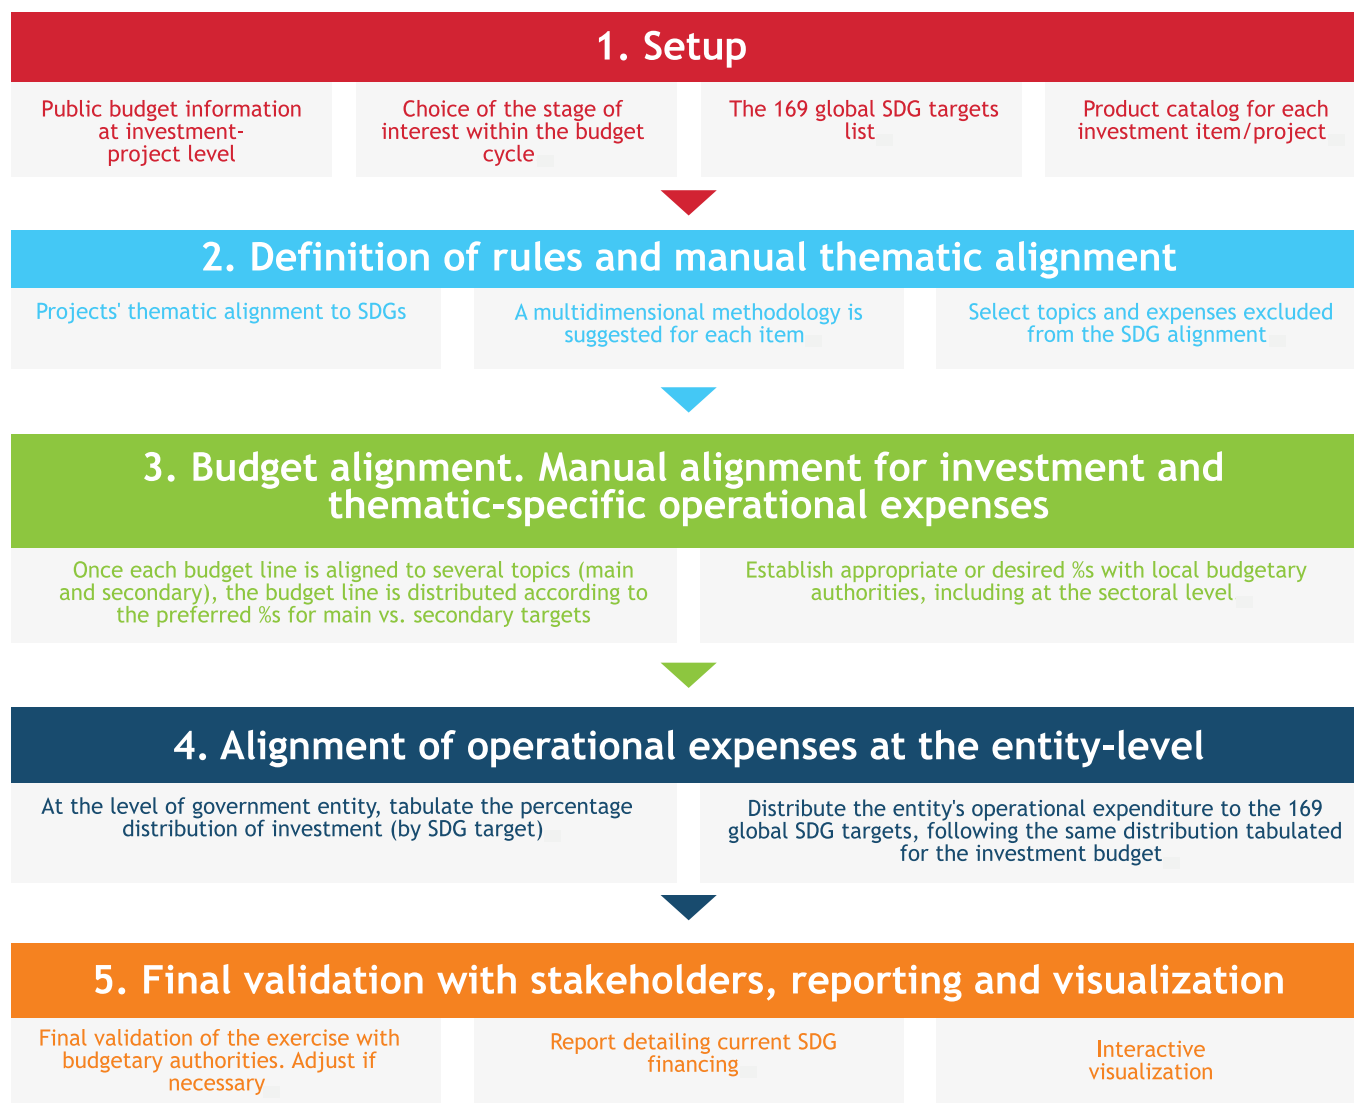 1. Setup
Public budget information
at investment-
project level
Choice of the stage of
interest within the budget
cycle
The 169 global SDG targets
list
Product catalog for each
investment item/project
2. Definition of rules and manual thematic alignment
Projects' thematic alignment to SDGs
A multidimensional methodology is
suggested for each item
Select topics and expenses excluded
from the SDG alignment
3. Budget alignment. Manual alignment for investment and
thematic-specific operational expenses
Once each budget line is aligned to several topics (main
and secondary), the budget line is distributed according to
the preferred %s for main vs. secondary targets
Establish appropriate or desired %s with local budgetary
authorities, including at the sectoral level
4. Alignment of operational expenses at the entity-level
At the level of government entity, tabulate the percentage
distribution of investment (by SDG target)
Distribute the entity's operational expenditure to the 169
global SDG targets, following the same distribution tabulated
for the investment budget
5. Final validation with stakeholders, reporting and visualization
Final validation of the exercise with
budgetary authorities. Adjust if
necessary
Report detailing current SDG
financing
Interactive
visualization